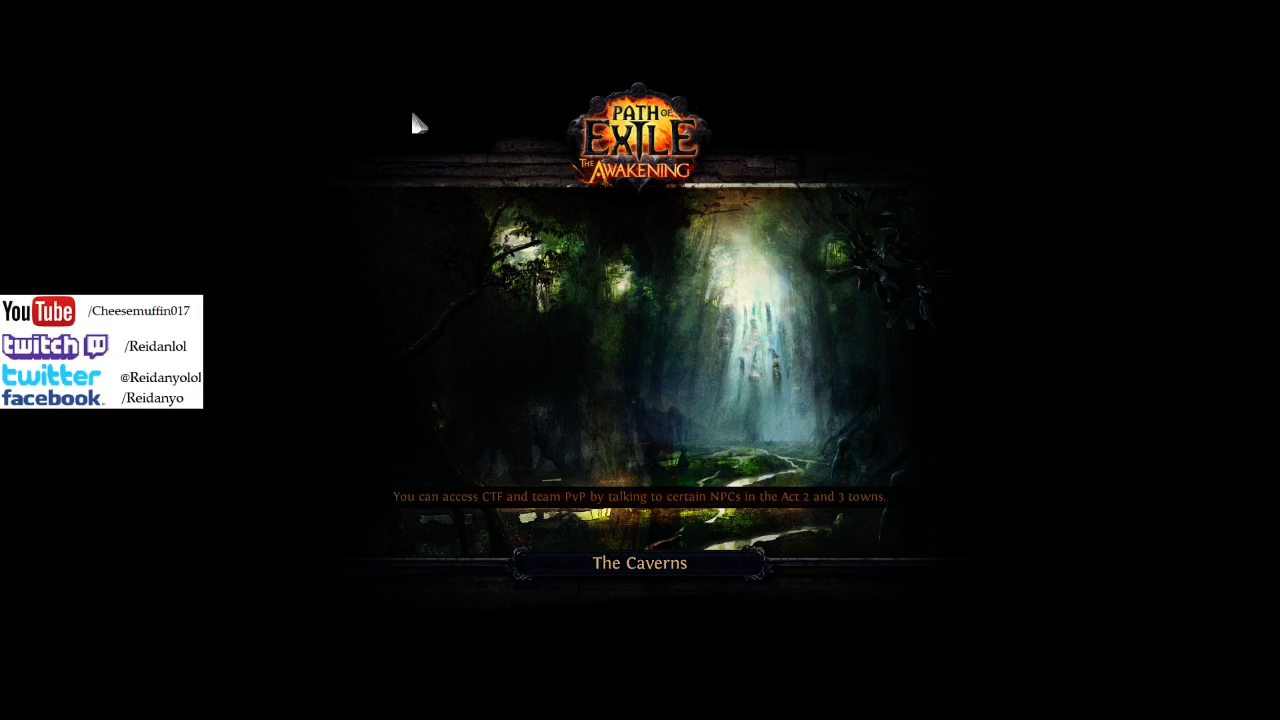 PATH OF
EXILE
THE AWAKENING
YouTube /Cheesemuffin017
twitch /Reidanlol
twitter @Reidanyolol
facebook. /Reidanyo
You can access CTF and team PvP by talking to certain NPCs in the Act 2 and 3 towns.
The Caverns